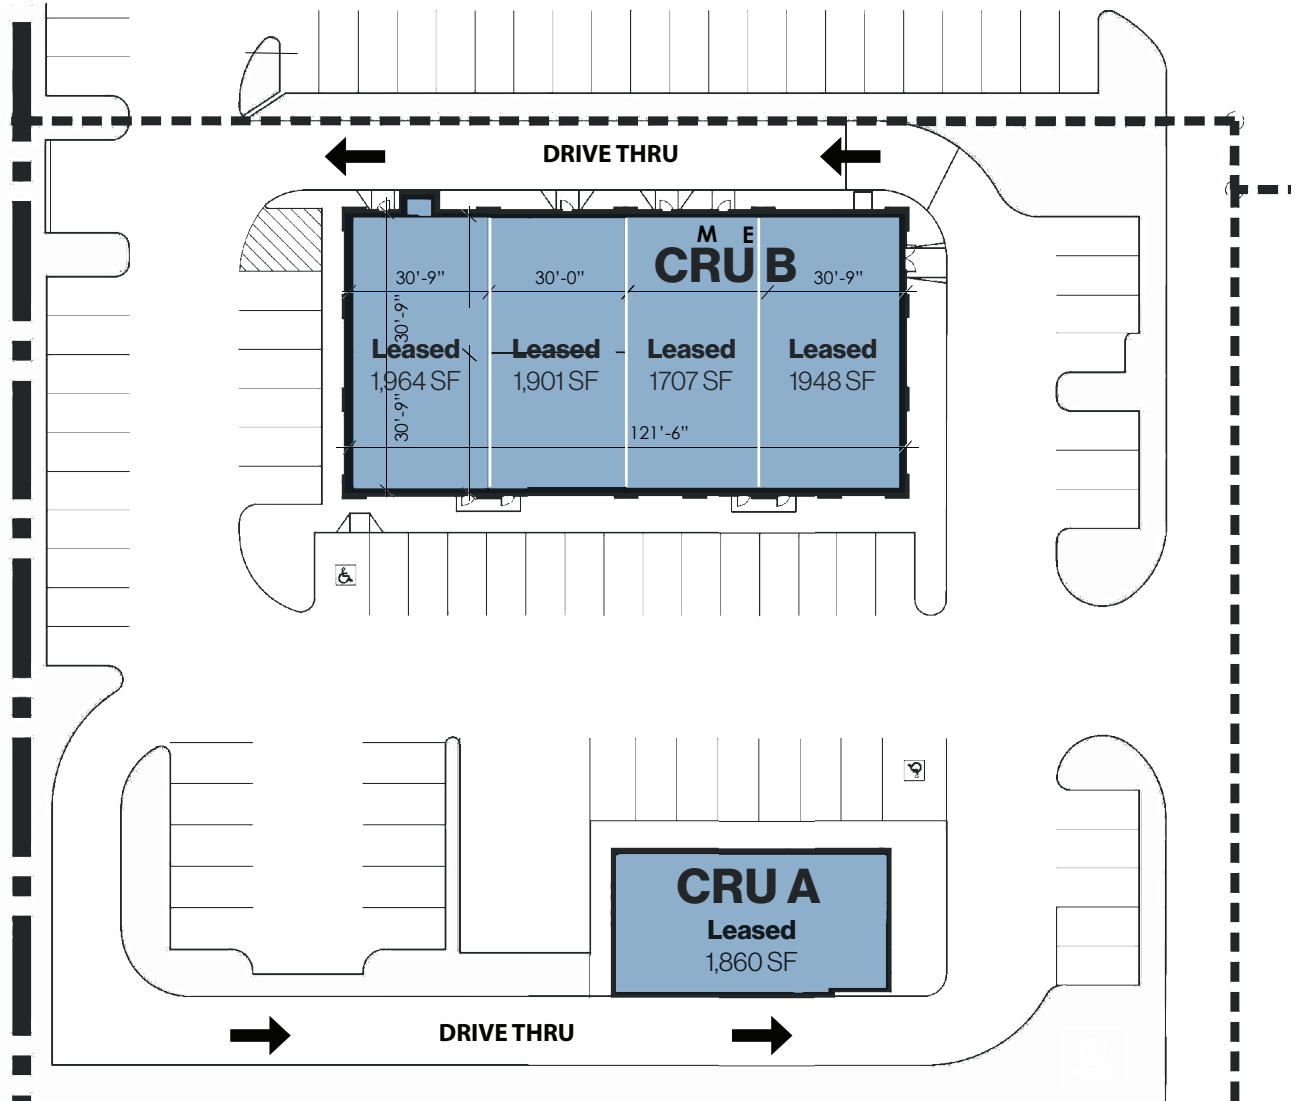 DRIVE THRU
M E
CRU B
30'-9"
30'-0"
30'-9"
30'-9"
Leased
1,964 SF
Leased
1,901 SF
Leased
1707 SF
Leased
1948 SF
30'-9"
121'-6"
CRU A
Leased
1,860 SF
DRIVE THRU